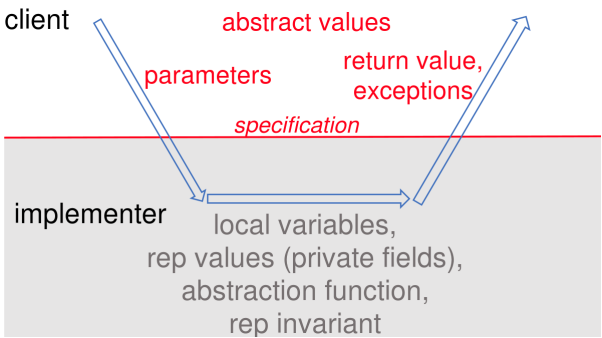 client
abstract values
parameters
return value,
exceptions
specification
implementer
local variables,
rep values (private fields),
abstraction function,
rep invariant